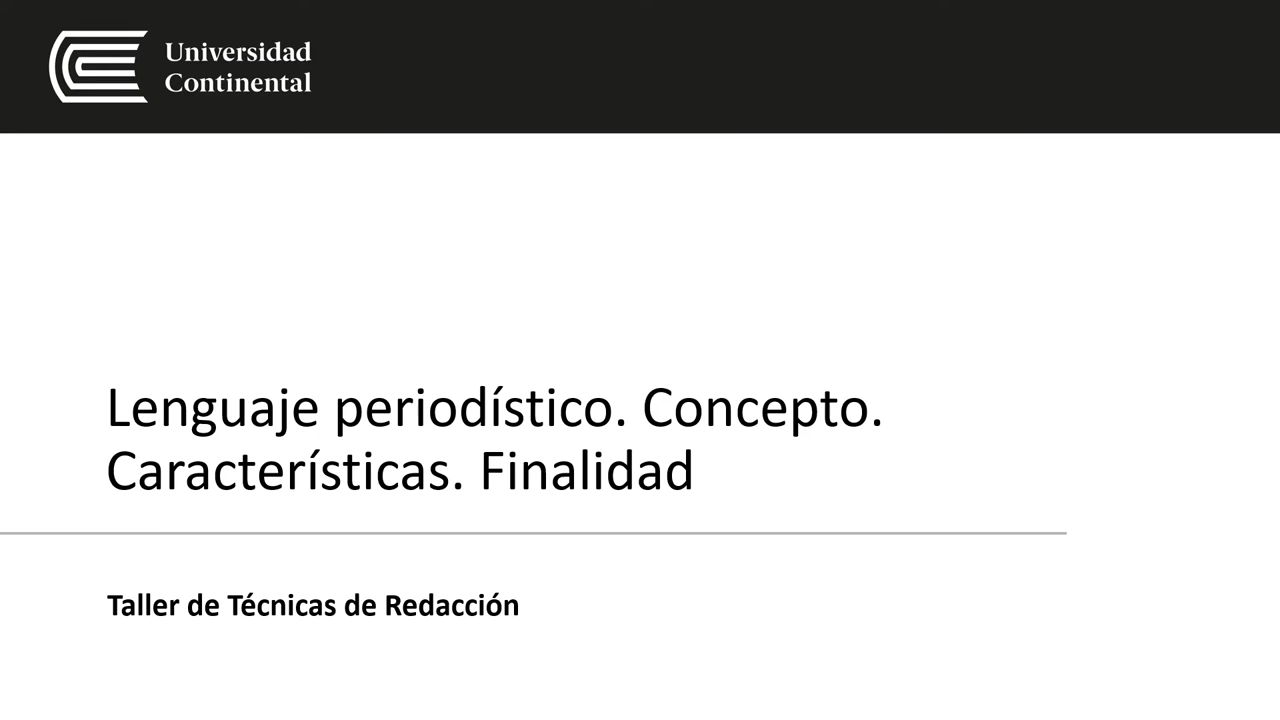 Universidad
Continental
Lenguaje periodístico. Concepto.
Características. Finalidad
Taller de Técnicas de Redacción